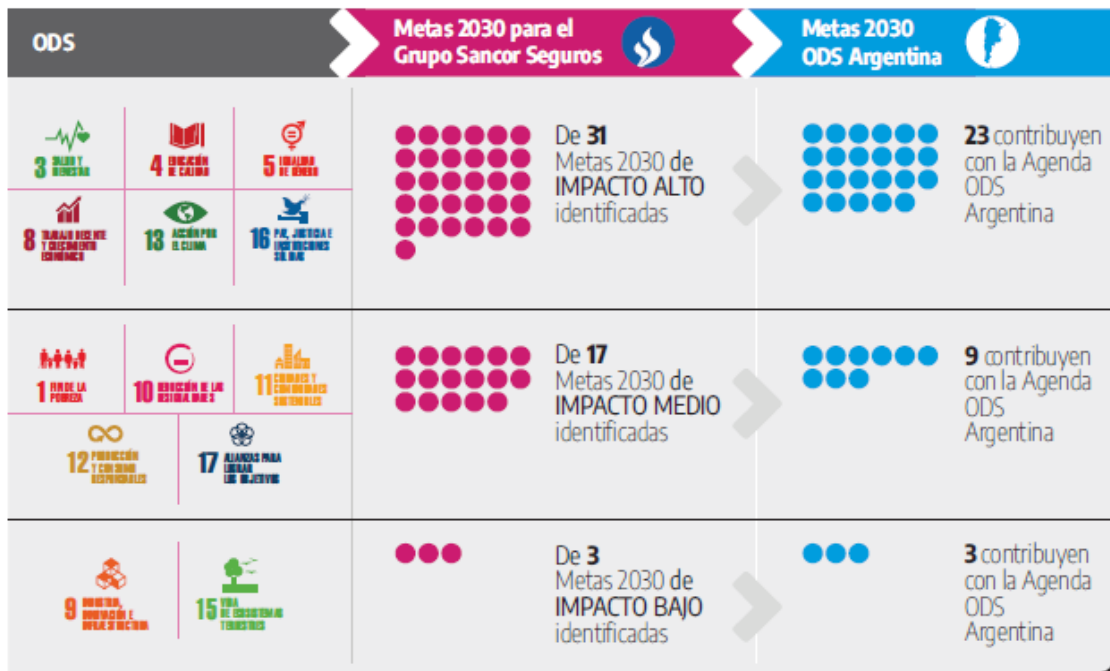 ODS
Metas 2030 para el
Grupo Sancor Seguros
Metas 2030
ODS Argentina
3 SALUD Y
BIENESTAR
4 EDUCACIÓN
DE CALIDAD
5 IGUALDAD
DE GÉNERO
8 TRABAJO DECENTE
Y CRECIMIENTO
ECONÓMICO
13 ACCIÓN POR
EL CLIMA
16 PAZ, JUSTICIA E
INSTITUCIONES
SÓLIDAS
De 31
Metas 2030 de
IMPACTO ALTO
identificadas
23 contribuyen
con la Agenda
ODS
Argentina
1 FIN DE LA
POBREZA
10 REDUCCIÓN DE LAS
DESIGUALDADES
11 CIUDADES Y
COMUNIDADES
SOSTENIBLES
12 PRODUCCIÓN
Y CONSUMO
RESPONSABLES
17 ALIANZAS PARA
LOGRAR
LOS OBJETIVOS
De 17
Metas 2030 de
IMPACTO MEDIO
identificadas
9 contribuyen
con la Agenda
ODS
Argentina
9 INDUSTRIA,
INNOVACIÓN E
INFRAESTRUCTURA
15 VIDA
DE ECOSISTEMAS
TERRESTRES
De 3
Metas 2030 de
IMPACTO BAJO
identificadas
3 contribuyen
con la Agenda
ODS
Argentina